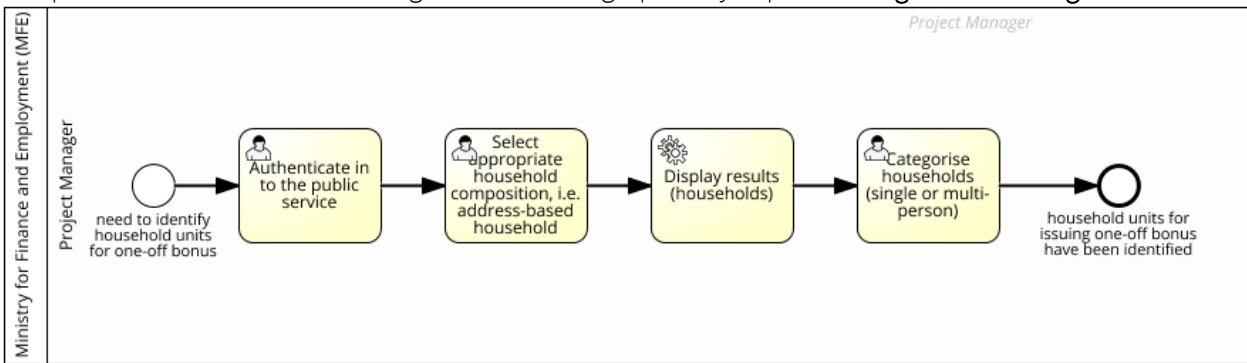 Project Manager
Ministry for Finance and Employment (MFE)
Project Manager
need to identify
household units
for one-off bonus
Authenticate in
to the public
service
Select
appropriate
household
composition, i.e.
address-based
household
Display results
(households)
Categorise
households
(single or multi-
person)
household units for
issuing one-off bonus
have been identified